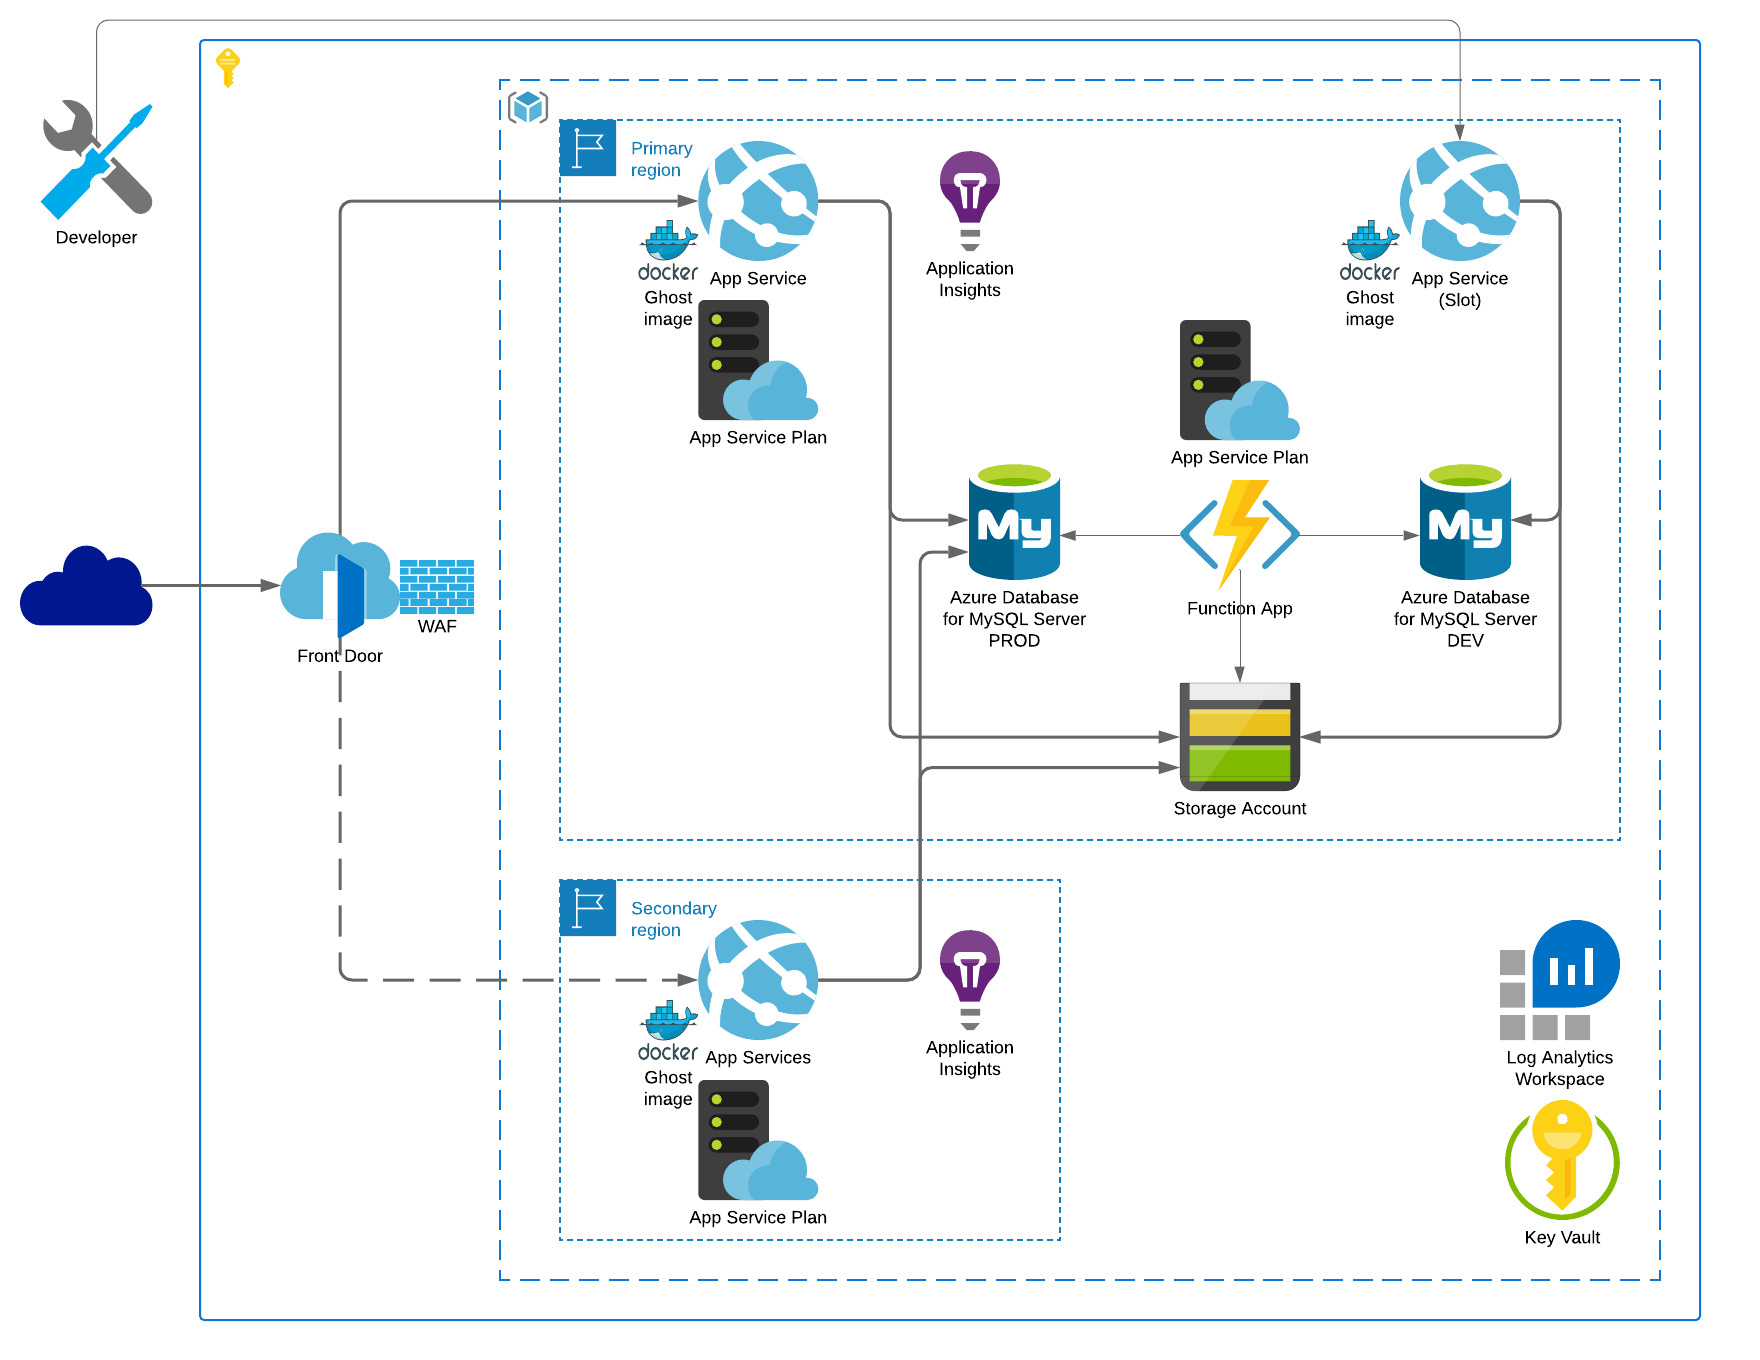 Developer
Primary
region
docker
Ghost
image
App Service
App Service Plan
Application
Insights
docker
Ghost
image
App Service
(Slot)
App Service Plan
My
Azure Database
for MySQL Server
PROD
Function App
My
Azure Database
for MySQL Server
DEV
WAF
Front Door
Storage Account
Secondary
region
docker
Ghost
image
App Services
App Service Plan
Application
Insights
Log Analytics
Workspace
Key Vault